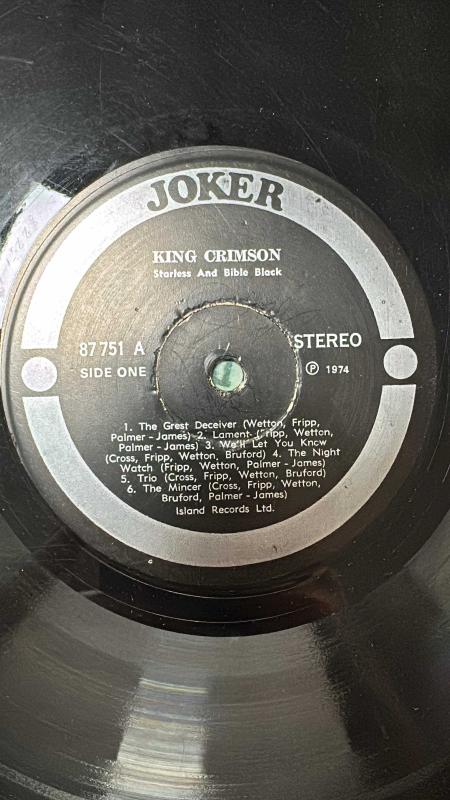 JOKER
KING CRIMSON
Starless And Bible Black
87 751 A
STEREO
SIDE ONE
Ⓟ 1974
1. The Grest Deceiver (Wetton, Fripp,
Palmer - James) 2. Lament (Fripp, Wetton,
Palmer - James) 3. We'll Let You Kncw
(Cross, Fripp, Wetton, Bruford) 4. The Night
Watch (Fripp, Wetton, Palmer - James)
5. Trio (Cross, Fripp, Wetton, Bruford)
6. The Mincer (Cross, Fripp, Wetton,
Bruford, Palmer - James)
Island Records Ltd.